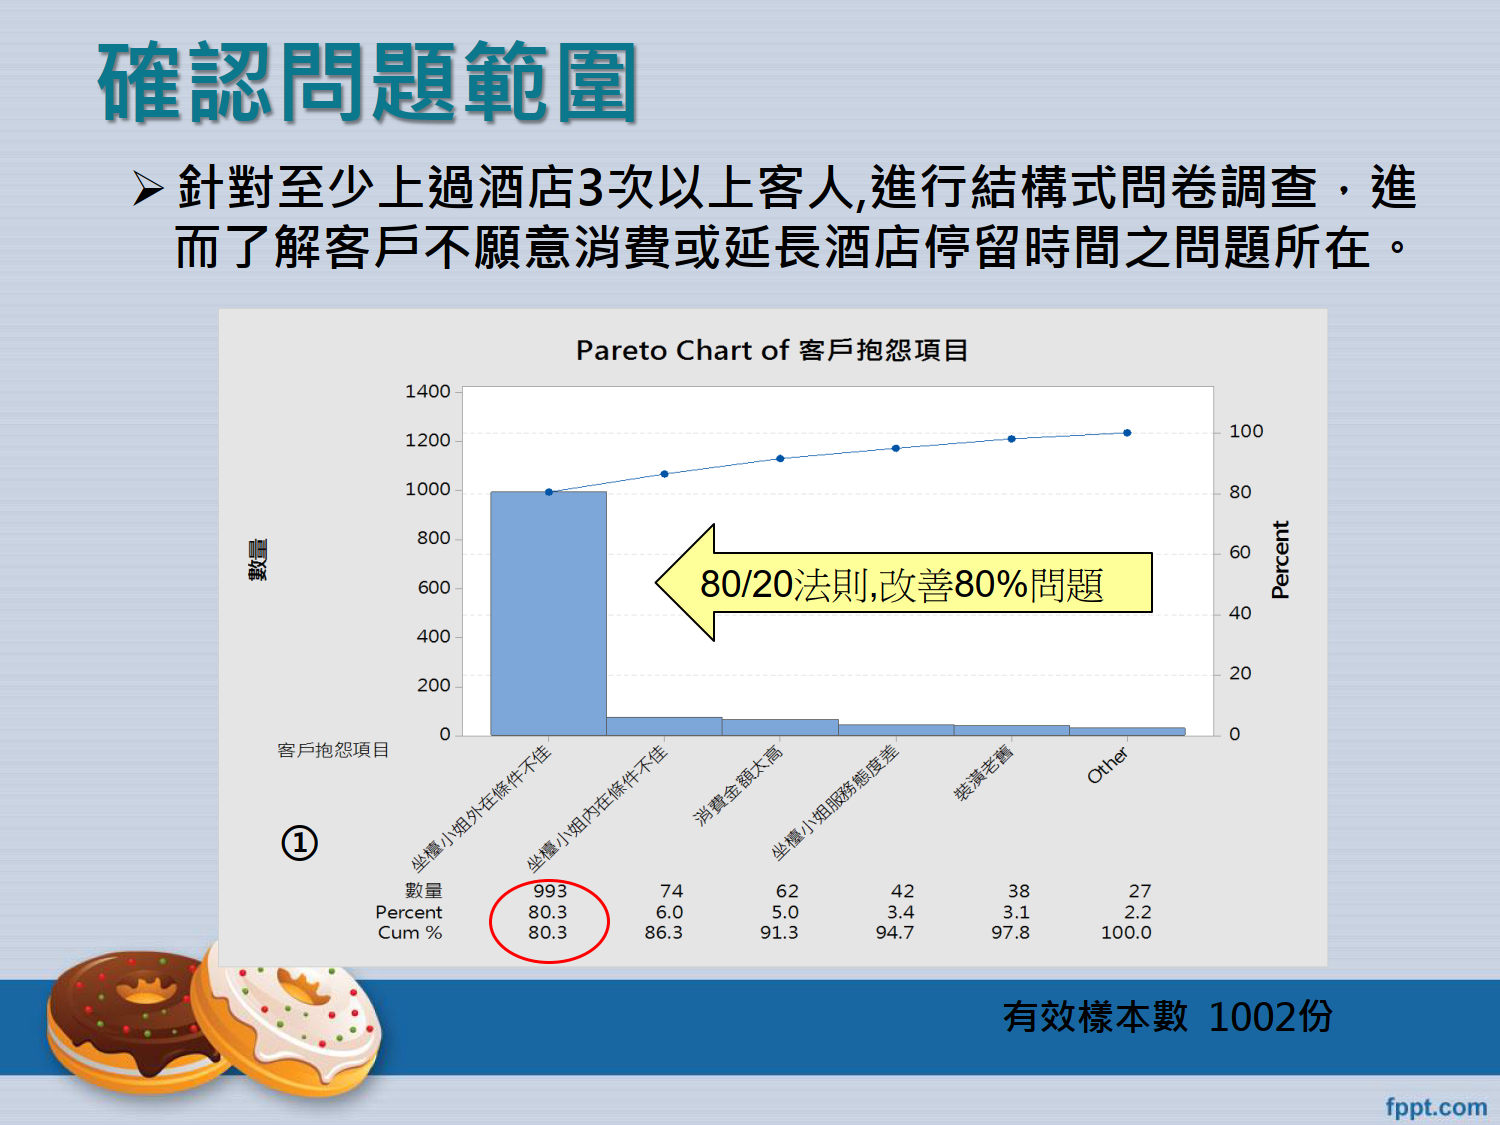 確認問題範圍
➢ 針對至少上過酒店3次以上客人,進行結構式問卷調查，進
而了解客戶不願意消費或延長酒店停留時間之問題所在。
Pareto Chart of 客戶抱怨項目
1400
1200
1000
800
600
400
200
0
數量
100
80
60
40
20
0
Percent
80/20法則,改善80%問題
客戶抱怨項目
坐檯小姐外在條件不佳
坐檯小姐內在條件不佳
消費金額太高
坐檯小姐服務態度差
裝潢老舊
Other
①
數量 993 74 62 42 38 27
Percent 80.3 6.0 5.0 3.4 3.1 2.2
Cum % 80.3 86.3 91.3 94.7 97.8 100.0
有效樣本數 1002份
fppt.com